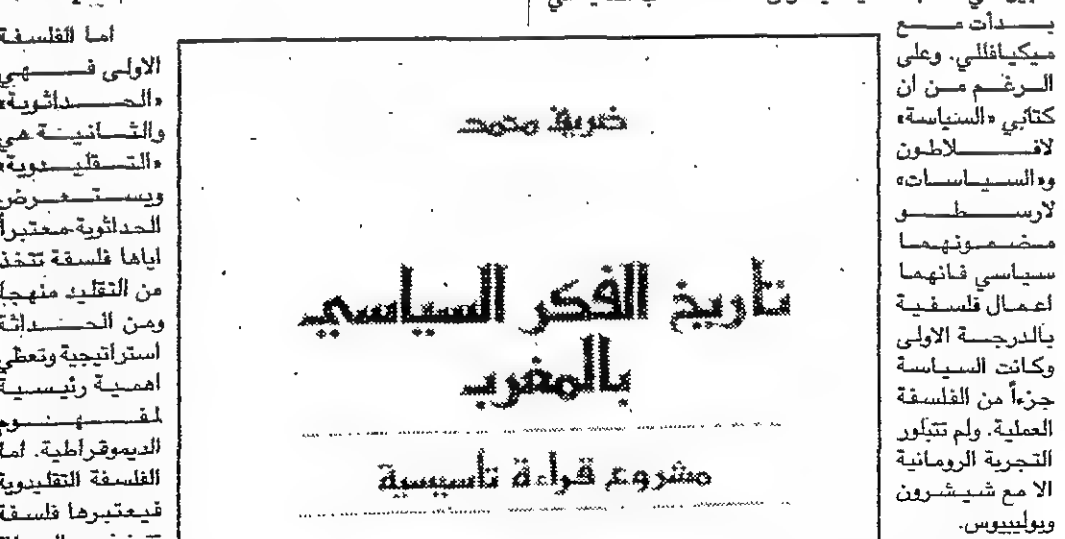 بدأت مع
ميكيافللي. وعلى
الرغم من ان
كتابي «السياسة»
لافلاطون
و«السياسات»
لارسطو
مضمونهما
سياسي فانهما
اعمال فلسفية
بالدرجة الاولى
وكانت السياسة
جزءاً من الفلسفة
العملية. ولم تتبلور
التجربة الرومانية
الا مع شيشرون
وبوليبيوس.
ضريف محمد
تاريخ الفكر السياسي
بالمغرب
مشروع قراءة تأسيسية
اما الفلسفة
الاولى فهي
«الحداثوية»
والثانية هي
«التقليدوية»
ويستعرض
الحداثوية معتبراً
اياها فلسفة تتخذ
من التقليد منهجا
ومن الحداثة
استراتيجية وتعطي
اهمية رئيسية
لمفهوم
الديموقراطية. اما
الفلسفة التقليدوية
فيعتبرها فلسفة